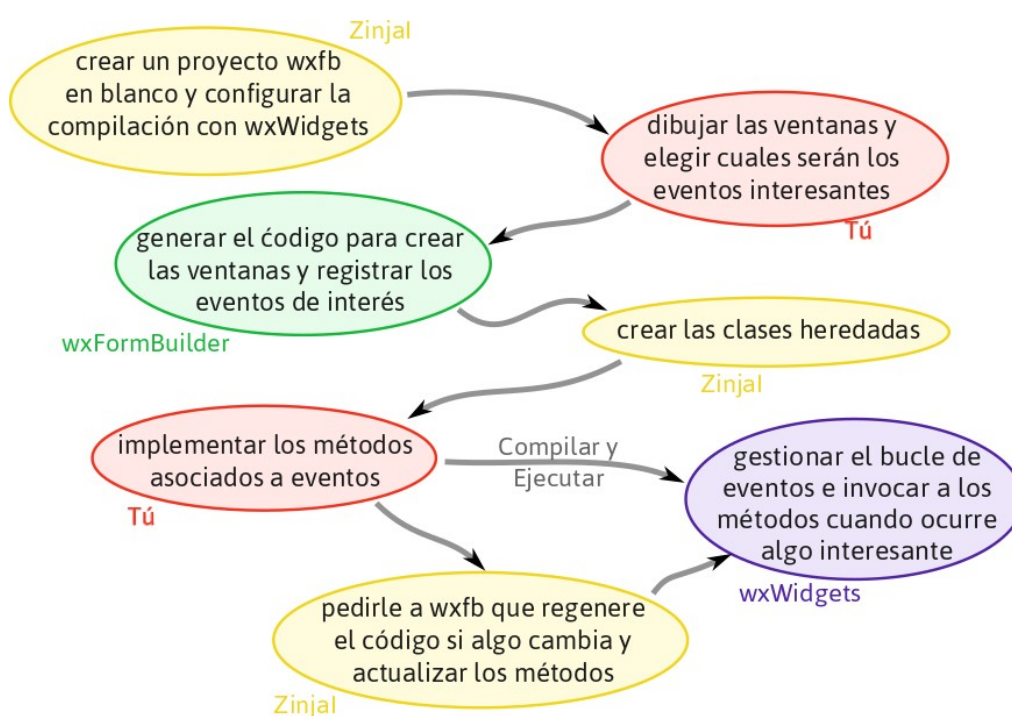 ZinjaI
crear un proyecto wxfb
en blanco y configurar la
compilación con wxWidgets
dibujar las ventanas y
elegir cuales serán los
eventos interesantes
Tú
generar el ćodigo para crear
las ventanas y registrar los
eventos de interés
wxFormBuilder
crear las clases heredadas
ZinjaI
implementar los métodos
asociados a eventos
Tú
Compilar y
Ejecutar
gestionar el bucle de
eventos e invocar a los
métodos cuando ocurre
algo interesante
wxWidgets
pedirle a wxfb que regenere
el código si algo cambia y
actualizar los métodos
ZinjaI